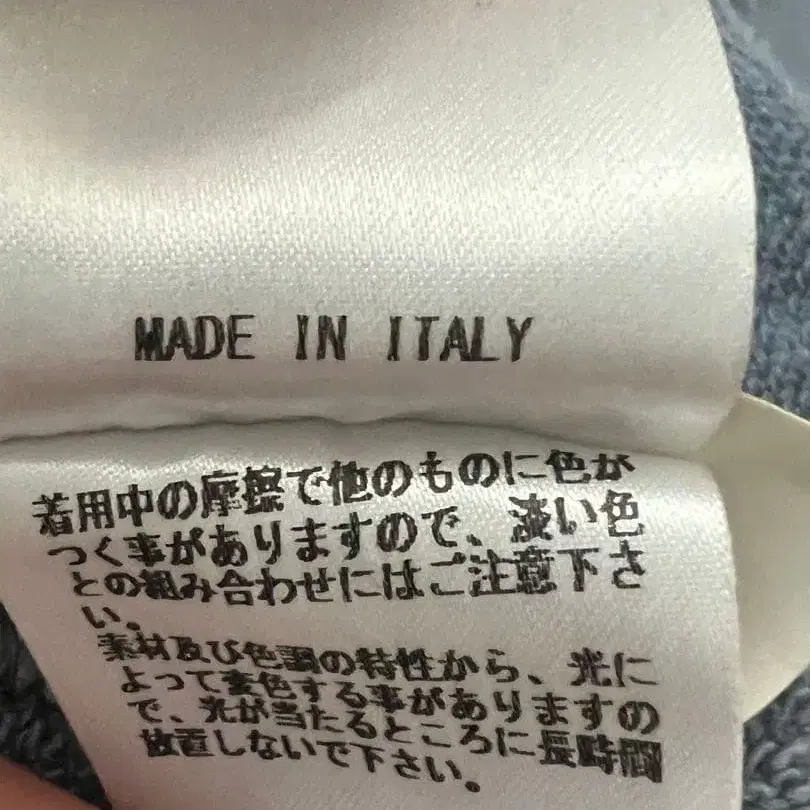 MADE IN ITALY
着用中の摩擦で他のものに色が
つく事がありますので、淡い色
との組み合わせにはご注意下さ
い。
素材及び色調の特性から、光に
よって変色する事がありますの
で、光が当たるところに長時間
放置しないで下さい。